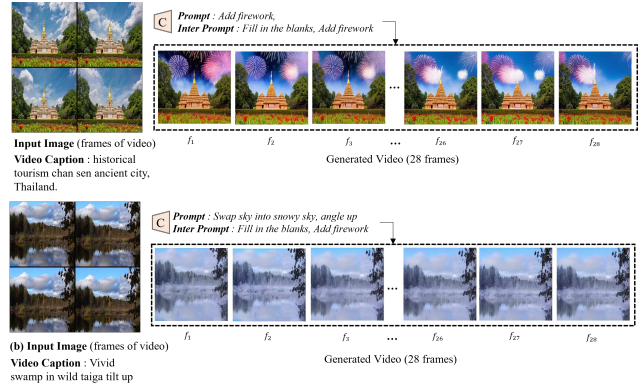 C
Prompt : Add firework,
Inter Prompt : Fill in the blanks, Add firework
...
f1 f2 f3 ... f26 f27 f28
Input Image (frames of video)
Generated Video (28 frames)
Video Caption : historical
tourism chan sen ancient city,
Thailand.
C
Prompt : Swap sky into snowy sky, angle up
Inter Prompt : Fill in the blanks, Add firework
...
f1 f2 f3 ... f26 f27 f28
(b) Input Image (frames of video)
Generated Video (28 frames)
Video Caption : Vivid
swamp in wild taiga tilt up